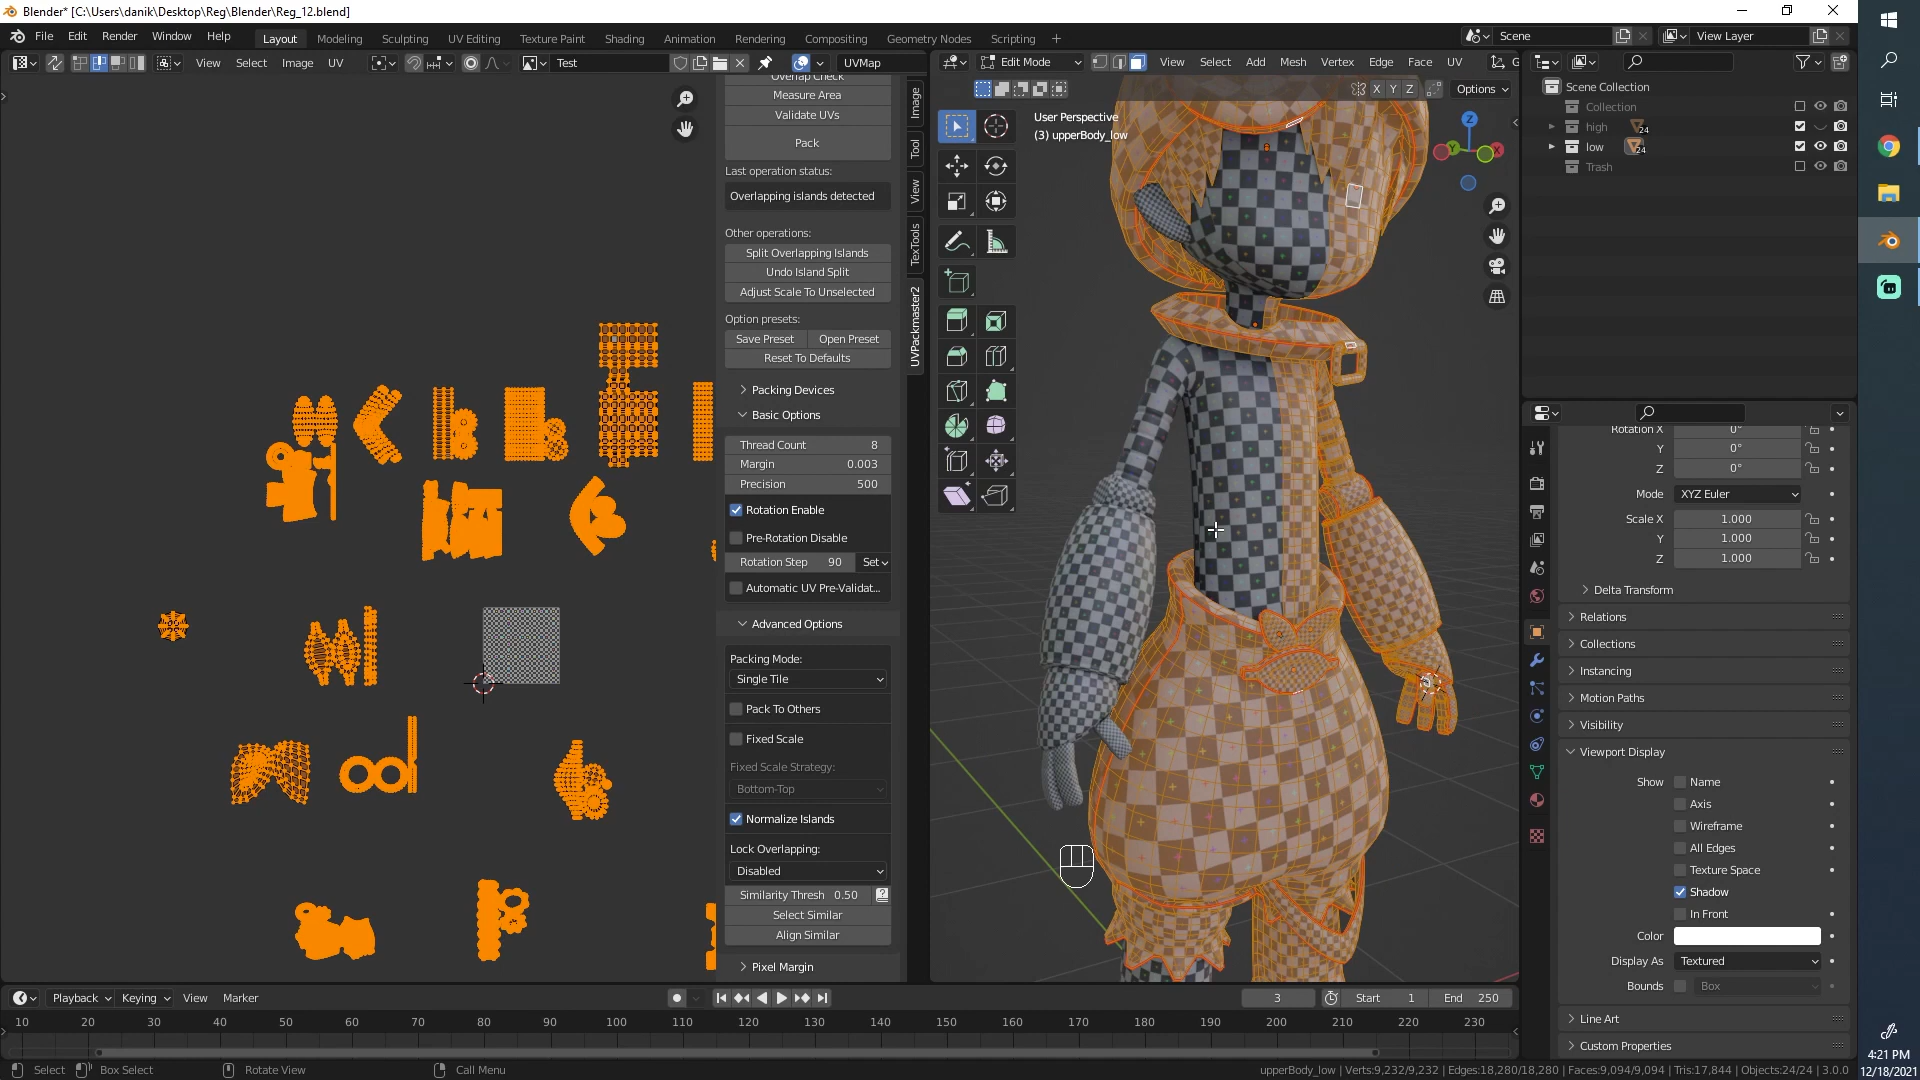 Blender* [C:\Users\danik\Desktop\Reg\Blender\Reg_12.blend]
File Edit Render Window Help Layout Modeling Sculpting UV Editing Texture Paint Shading Animation Rendering Compositing Geometry Nodes Scripting + Scene View Layer
View Select Image UV Test UVMap
Edit Mode View Select Add Mesh Vertex Edge Face UV G
X Y Z Options
Overlap Check
Measure Area
Validate UVs
Pack
Last operation status:
Overlapping islands detected
Other operations:
Split Overlapping Islands
Undo Island Split
Adjust Scale To Unselected
Option presets:
Save Preset Open Preset
Reset To Defaults
Packing Devices
Basic Options
Thread Count 8
Margin 0.003
Precision 500
Rotation Enable
Pre-Rotation Disable
Rotation Step 90 Set
Automatic UV Pre-Validat...
Advanced Options
Packing Mode:
Single Tile
Pack To Others
Fixed Scale
Fixed Scale Strategy:
Bottom-Top
Normalize Islands
Lock Overlapping:
Disabled
Similarity Thresh 0.50 ?
Select Similar
Align Similar
Pixel Margin
Image
Tool
View
TexTools
UVPackmaster2
User Perspective
(3) upperBody_low
Z
Y
X
Scene Collection
Collection
high 24
low 24
Trash
Rotation X 0°
Y 0°
Z 0°
Mode XYZ Euler
Scale X 1.000
Y 1.000
Z 1.000
Delta Transform
Relations
Collections
Instancing
Motion Paths
Visibility
Viewport Display
Show Name
Axis
Wireframe
All Edges
Texture Space
Shadow
In Front
Color
Display As Textured
Bounds Box
Line Art
Custom Properties
Playback Keying View Marker 3 Start 1 End 250
10 20 30 40 50 60 70 80 90 100 110 120 130 140 150 160 170 180 190 200 210 220 230
Select Box Select Rotate View Call Menu
upperBody_low | Verts:9,232/9,232 | Edges:18,280/18,280 | Faces:9,094/9,094 | Tris:17,844 | Objects:24/24 | 3.0.0
4:21 PM
12/18/2021